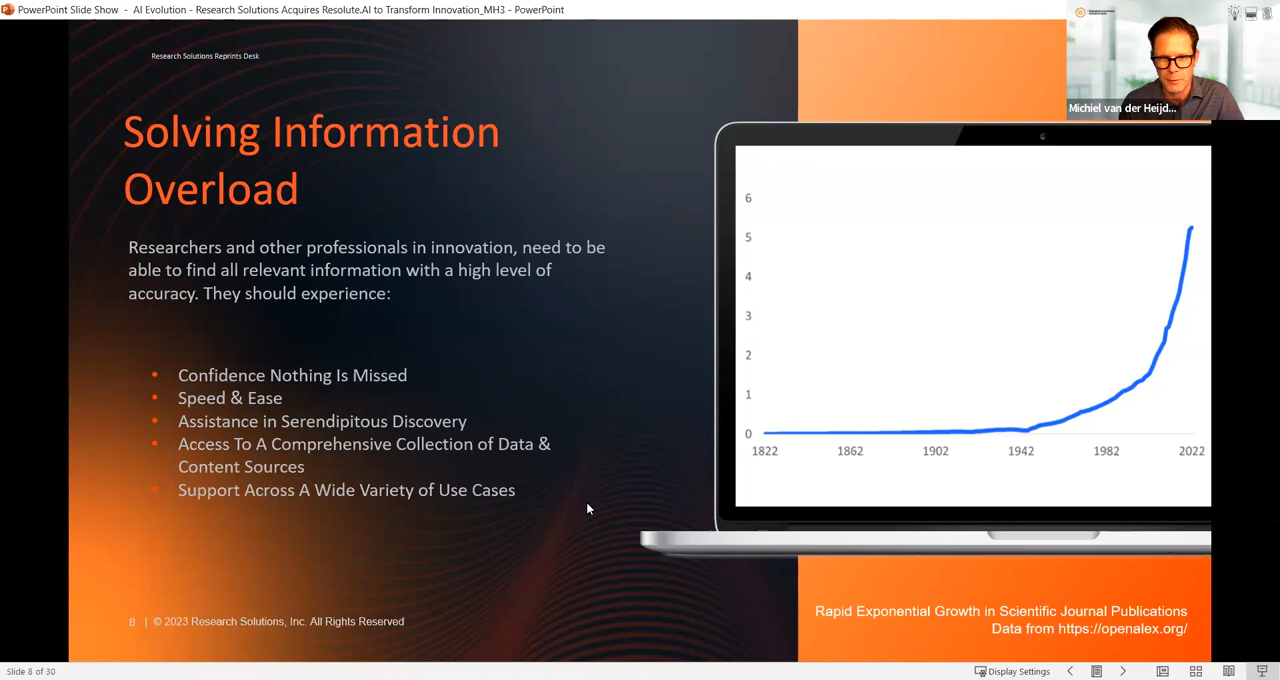 PowerPoint Slide Show - AI Evolution - Research Solutions Acquires Resolute.AI to Transform Innovation_MH3 - PowerPoint
Research Solutions Reprints Desk
Michiel van der Heijd...
Solving Information
Overload
Researchers and other professionals in innovation, need to be
able to find all relevant information with a high level of
accuracy. They should experience:
• Confidence Nothing Is Missed
• Speed & Ease
• Assistance in Serendipitous Discovery
• Access To A Comprehensive Collection of Data &
Content Sources
• Support Across A Wide Variety of Use Cases
6
5
4
3
2
1
0
1822 1862 1902 1942 1982 2022
Rapid Exponential Growth in Scientific Journal Publications
Data from https://openalex.org/
8 | © 2023 Research Solutions, Inc. All Rights Reserved
Slide 8 of 30
Display Settings